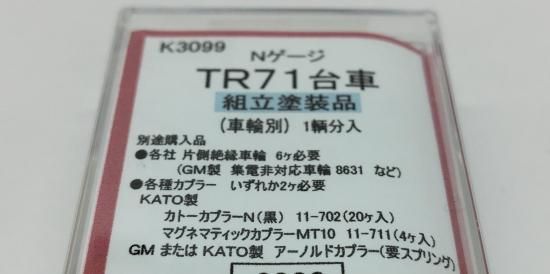 K3099
Nゲージ
TR71台車
組立塗装品
(車輪別) 1輌分入
別途購入品
●各社 片側絶縁車輪 6ヶ必要
(GM製 集電非対応車輪 8631 など)
●各種カプラー いずれか2ヶ必要
KATO製
カトーカプラーN(黒) 11-702(20ヶ入)
マグネマティックカプラーMT10 11-711(4ヶ入)
GM または KATO製 アーノルドカプラー(要スプリング)